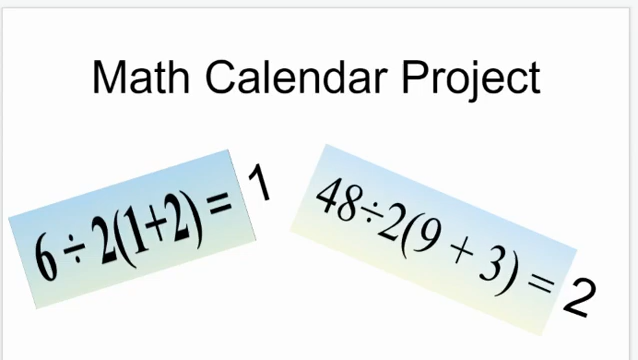 Math Calendar Project
6÷2(1+2)= 1
48÷2(9 + 3) = 2